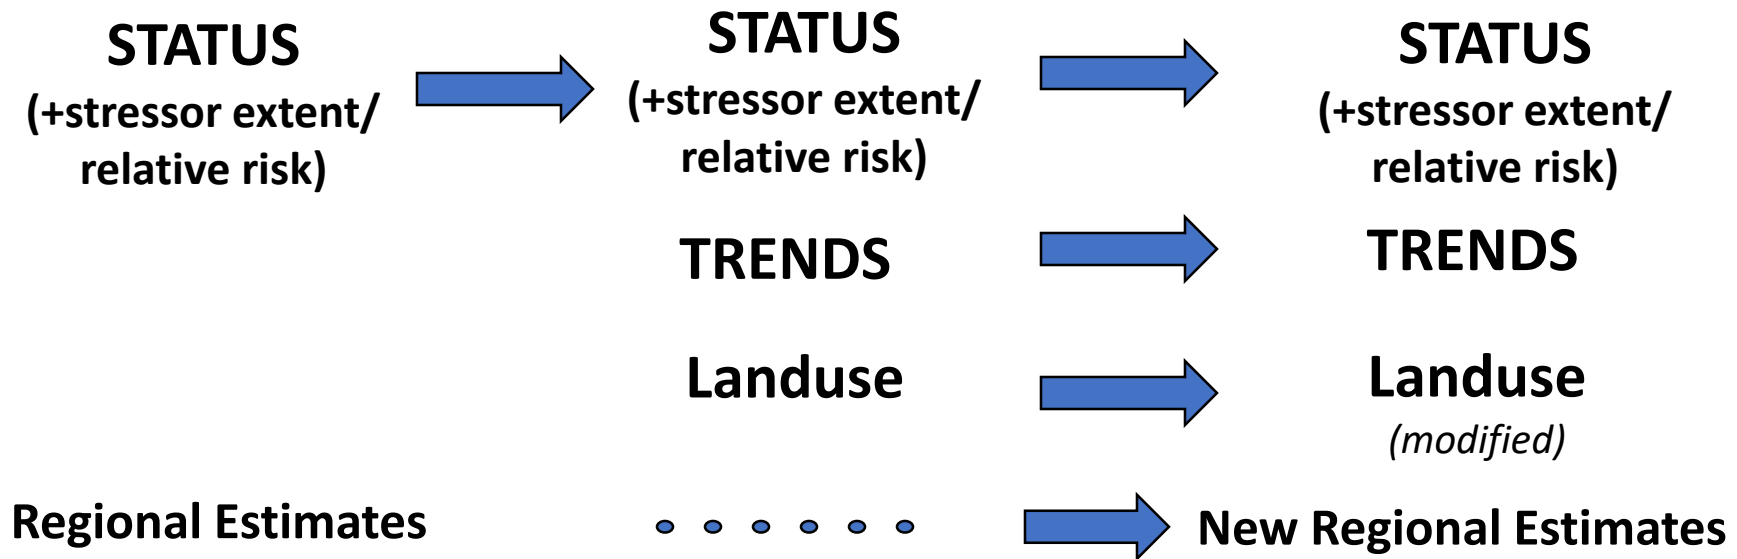 STATUS
(+stressor extent/
relative risk)
STATUS
(+stressor extent/
relative risk)
STATUS
(+stressor extent/
relative risk)
TRENDS
TRENDS
Landuse
Landuse
(modified)
Regional Estimates
New Regional Estimates